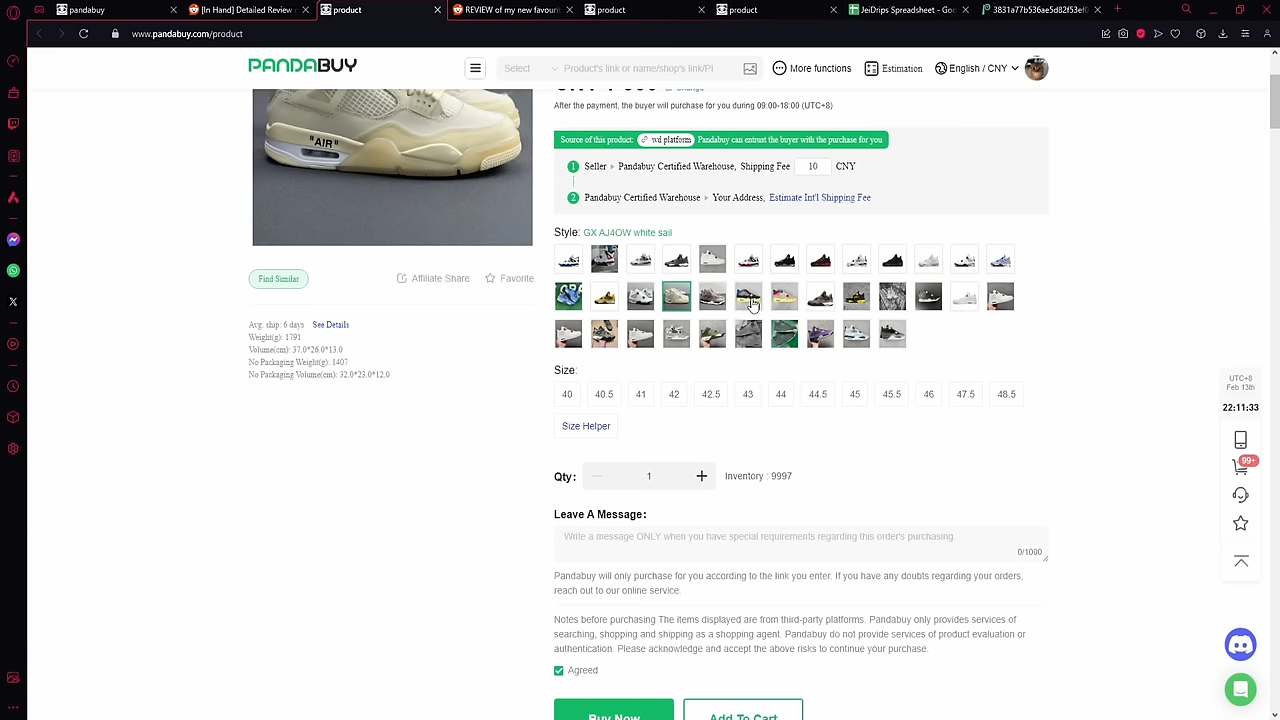 [In Hand] Detailed Review
product
REVIEW of my new favouri
product
product
product
JeiDrips Spreadsheet - Goo
3831a77b536ae5d82f53ef0
www.pandabuy.com/product
PANDABUY
Select
Product's link or name/shop's link/Pl
More functions
Estimation
English / CNY
Change
After the payment, the buyer will purchase for you during 09:00-18:00 (UTC+8)
Source of this product:
wd platform
Pandabuy can entrust the buyer with the purchase for you
1 Seller ▸ Pandabuy Certified Warehouse, Shipping Fee 10 CNY
2 Pandabuy Certified Warehouse ▸ Your Address, Estimate Int'l Shipping Fee
"AIR"
Style: GX AJ4OW white sail
Find Similar
Affiliate Share
Favorite
Avg. ship: 6 days See Details
Weight(g): 1791
Volume(cm): 37.0*26.0*13.0
No Packaging Weight(g): 1407
No Packaging Volume(cm): 32.0*23.0*12.0
Size:
40 40.5 41 42 42.5 43 44 44.5 45 45.5 46 47.5 48.5
Size Helper
Qty: 1 Inventory : 9997
Leave A Message:
Write a message ONLY when you have special requirements regarding this order's purchasing.
0/1000
Pandabuy will only purchase for you according to the link you enter. If you have any doubts regarding your orders,
reach out to our online service.
Notes before purchasing The items displayed are from third-party platforms. Pandabuy only provides services of
searching, shopping and shipping as a shopping agent. Pandabuy do not provide services of product evaluation or
authentication. Please acknowledge and accept the above risks to continue your purchase.
Agreed
Buy Now
Add To Cart
UTC+8
Feb 13th
22:11:33
99+